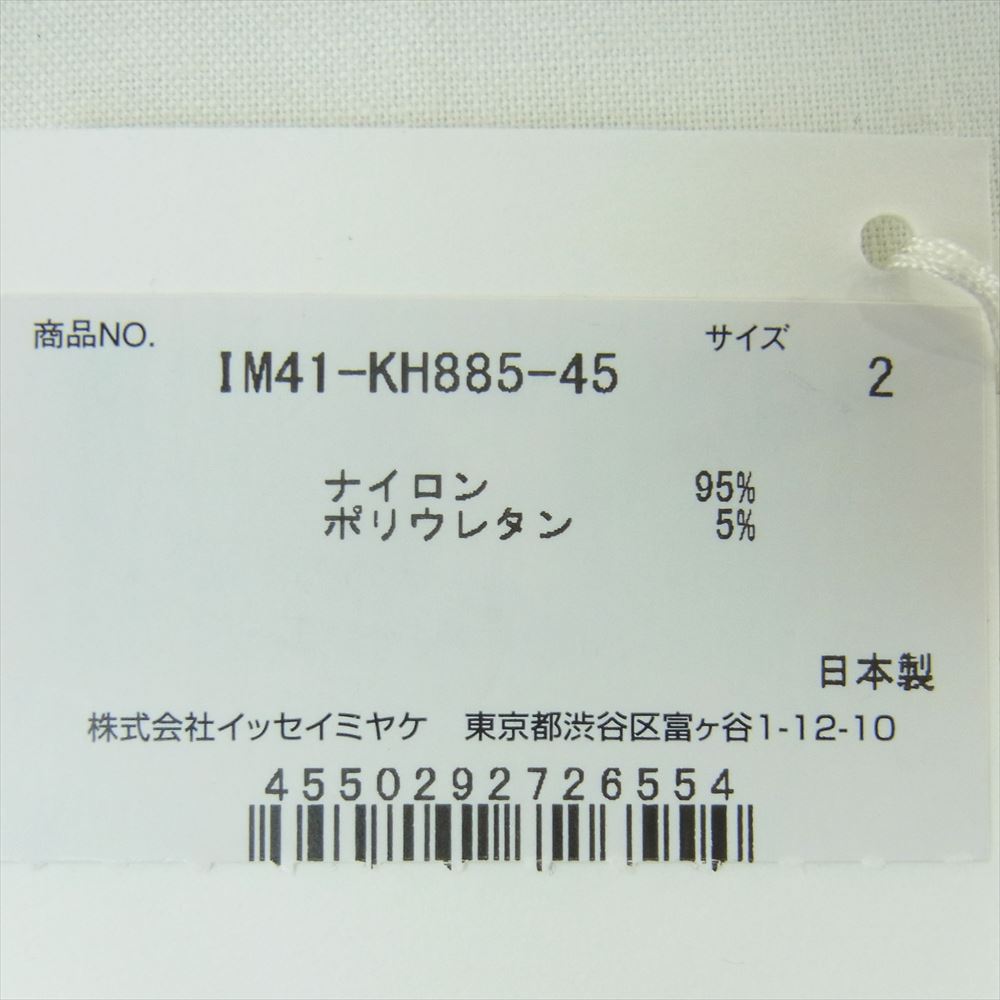 商品NO. サイズ
IM41-KH885-45 2
ナイロン 95%
ポリウレタン 5%
日本製
株式会社イッセイミヤケ 東京都渋谷区富ヶ谷1-12-10
4550292726554